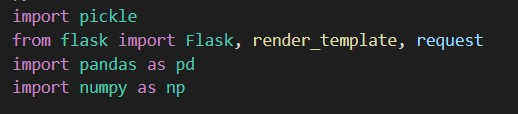 import pickle
from flask import Flask, render_template, request
import pandas as pd
import numpy as np